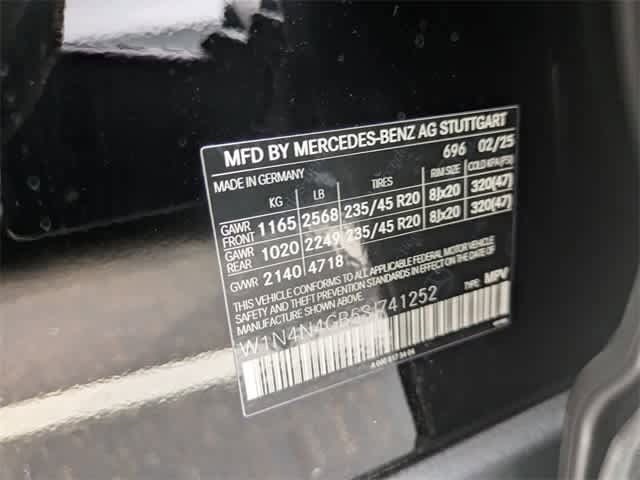 MFD BY MERCEDES-BENZ AG STUTTGART
MADE IN GERMANY 696 02/25
KG LB TIRES RIM SIZE COLD KPA(PSI)
GAWR FRONT 1165 2568 235/45 R20 8Jx20 320(47)
GAWR REAR 1020 2249 235/45 R20 8Jx20 320(47)
GVWR 2140 4718
THIS VEHICLE CONFORMS TO ALL APPLICABLE FEDERAL MOTOR VEHICLE
SAFETY AND THEFT PREVENTION STANDARDS IN EFFECT ON THE DATE OF
MANUFACTURE SHOWN ABOVE. TYPE: MPV